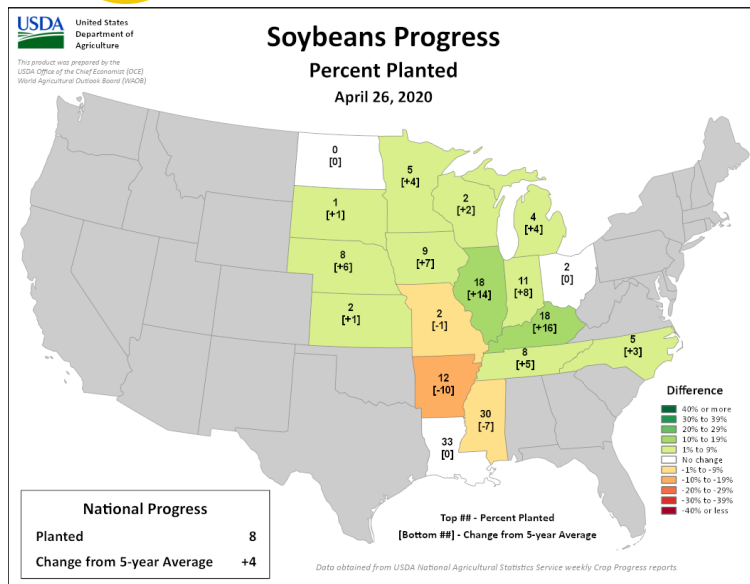 USDA
United States
Department of
Agriculture
This product was prepared by the
USDA Office of the Chief Economist (OCE)
World Agricultural Outlook Board (WAOB)
Soybeans Progress
Percent Planted
April 26, 2020
0
[0]
5
[+4]
2
[+2]
4
[+4]
1
[+1]
8
[+6]
9
[+7]
18
[+14]
11
[+8]
2
[0]
2
[+1]
2
[-1]
18
[+16]
8
[+5]
5
[+3]
12
[-10]
30
[-7]
33
[0]
Difference
40% or more
30% to 39%
20% to 29%
10% to 19%
1% to 9%
No change
-1% to -9%
-10% to -19%
-20% to -29%
-30% to -39%
-40% or less
National Progress
Planted 8
Change from 5-year Average +4
Top ## - Percent Planted
[Bottom ##] - Change from 5-year Average
Data obtained from USDA National Agricultural Statistics Service weekly Crop Progress reports.